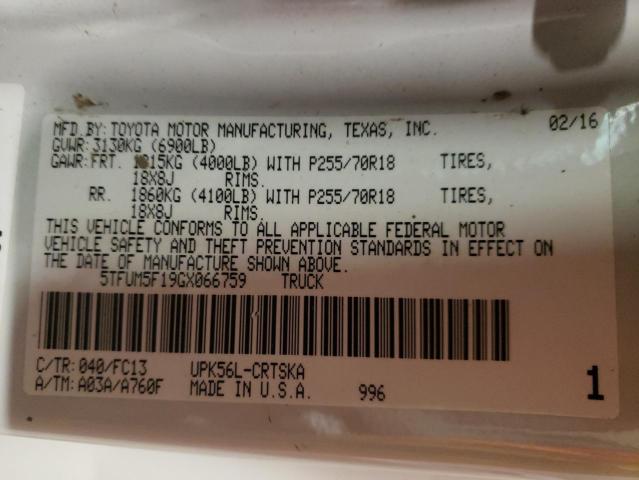 MFD. BY: TOYOTA MOTOR MANUFACTURING, TEXAS, INC. 02/16
GVWR: 3130KG (6900LB)
GAWR: FRT. 1815KG (4000LB) WITH P255/70R18 TIRES,
18X8J RIMS.
RR. 1860KG (4100LB) WITH P255/70R18 TIRES,
18X8J RIMS.
THIS VEHICLE CONFORMS TO ALL APPLICABLE FEDERAL MOTOR
VEHICLE SAFETY AND THEFT PREVENTION STANDARDS IN EFFECT ON
THE DATE OF MANUFACTURE SHOWN ABOVE.
5TFUM5F19GX066759 TRUCK
C/TR: 040/FC13 UPK56L-CRTSKA
A/TM: A03A/A760F MADE IN U.S.A. 996 1